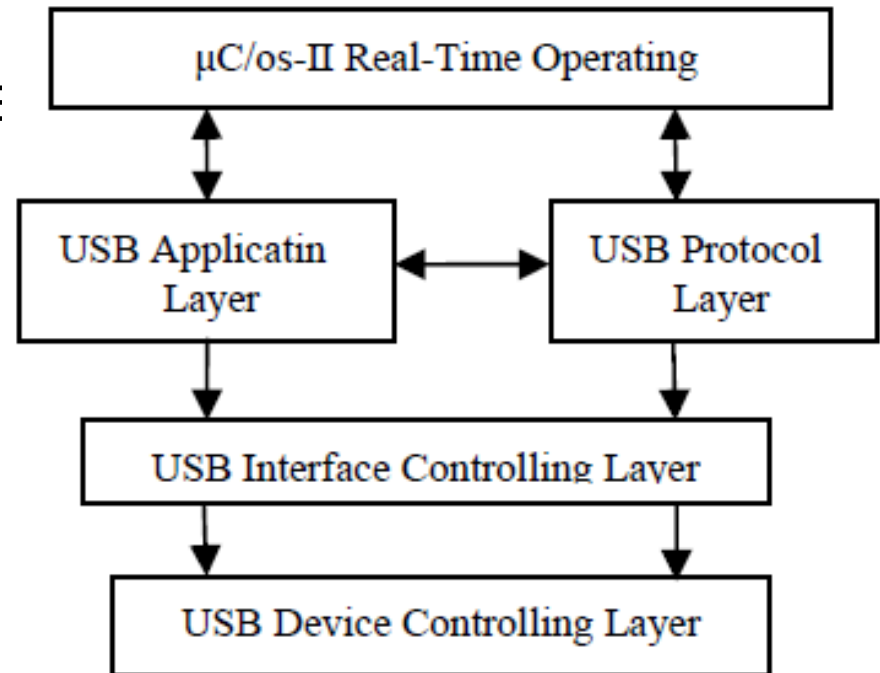 μC/os-II Real-Time Operating
USB Applicatin
Layer
USB Protocol
Layer
USB Interface Controlling Layer
USB Device Controlling Layer